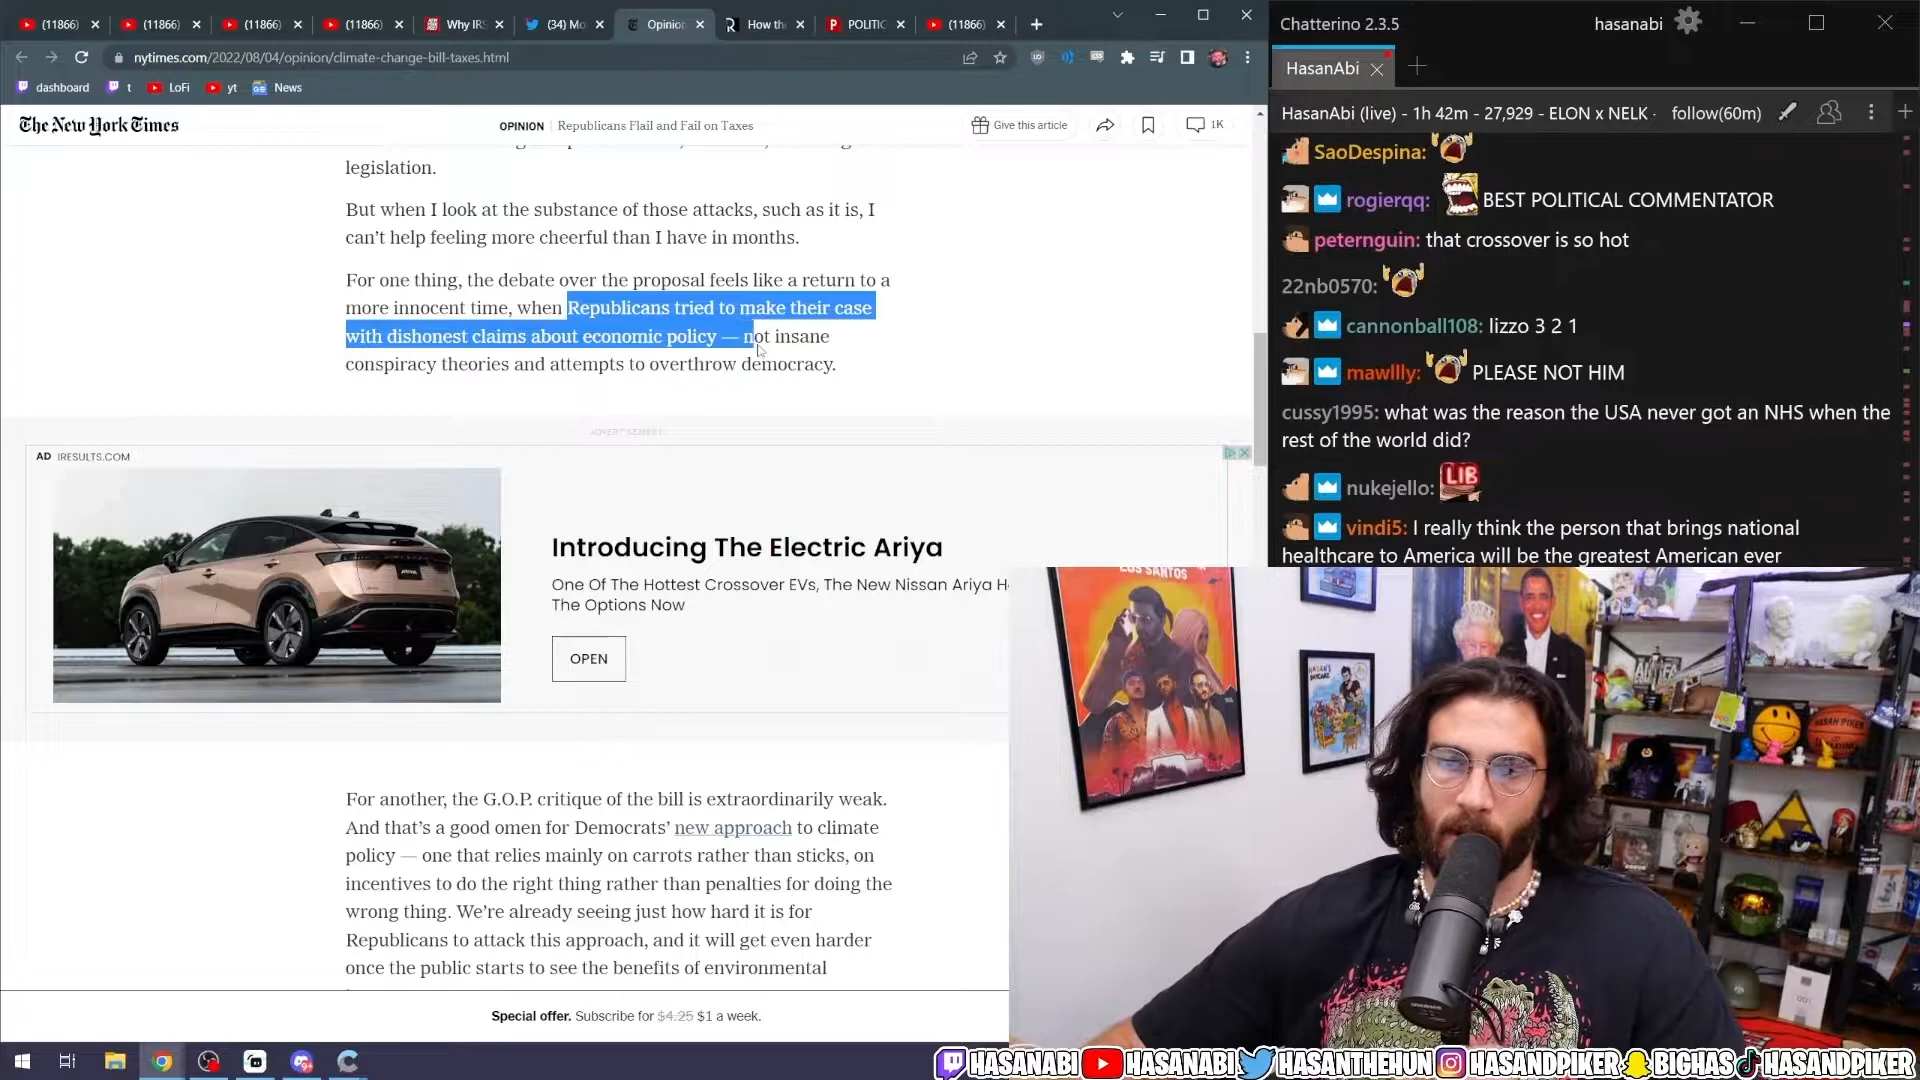 (11866)
(11866)
(11866)
(11866)
Why IRS
(34) Mo
Opinion
How the
POLITIC
(11866)
nytimes.com/2022/08/04/opinion/climate-change-bill-taxes.html
dashboard
t
LoFi
yt
News
The New York Times
OPINION | Republicans Flail and Fail on Taxes
Give this article
1K
legislation.
But when I look at the substance of those attacks, such as it is, I
can’t help feeling more cheerful than I have in months.
For one thing, the debate over the proposal feels like a return to a
more innocent time, when Republicans tried to make their case
with dishonest claims about economic policy — not insane
conspiracy theories and attempts to overthrow democracy.
ADVERTISEMENT
AD IRESULTS.COM
Introducing The Electric Ariya
One Of The Hottest Crossover EVs, The New Nissan Ariya H
The Options Now
OPEN
For another, the G.O.P. critique of the bill is extraordinarily weak.
And that’s a good omen for Democrats’ new approach to climate
policy — one that relies mainly on carrots rather than sticks, on
incentives to do the right thing rather than penalties for doing the
wrong thing. We’re already seeing just how hard it is for
Republicans to attack this approach, and it will get even harder
once the public starts to see the benefits of environmental
Special offer. Subscribe for $4.25 $1 a week.
Chatterino 2.3.5
hasanabi
HasanAbi
HasanAbi (live) - 1h 42m - 27,929 - ELON x NELK ·
follow(60m)
SaoDespina:
rogierqq: BEST POLITICAL COMMENTATOR
peternguin: that crossover is so hot
22nb0570:
cannonball108: lizzo 3 2 1
mawllly: PLEASE NOT HIM
cussy1995: what was the reason the USA never got an NHS when the
rest of the world did?
nukejello: LIB
vindi5: I really think the person that brings national
healthcare to America will be the greatest American ever
LOS SANTOS
HASAN PIKER
HASANABI
HASANABI
HASANTHEHUN
HASANDPIKER
BIGHAS
HASANDPIKER